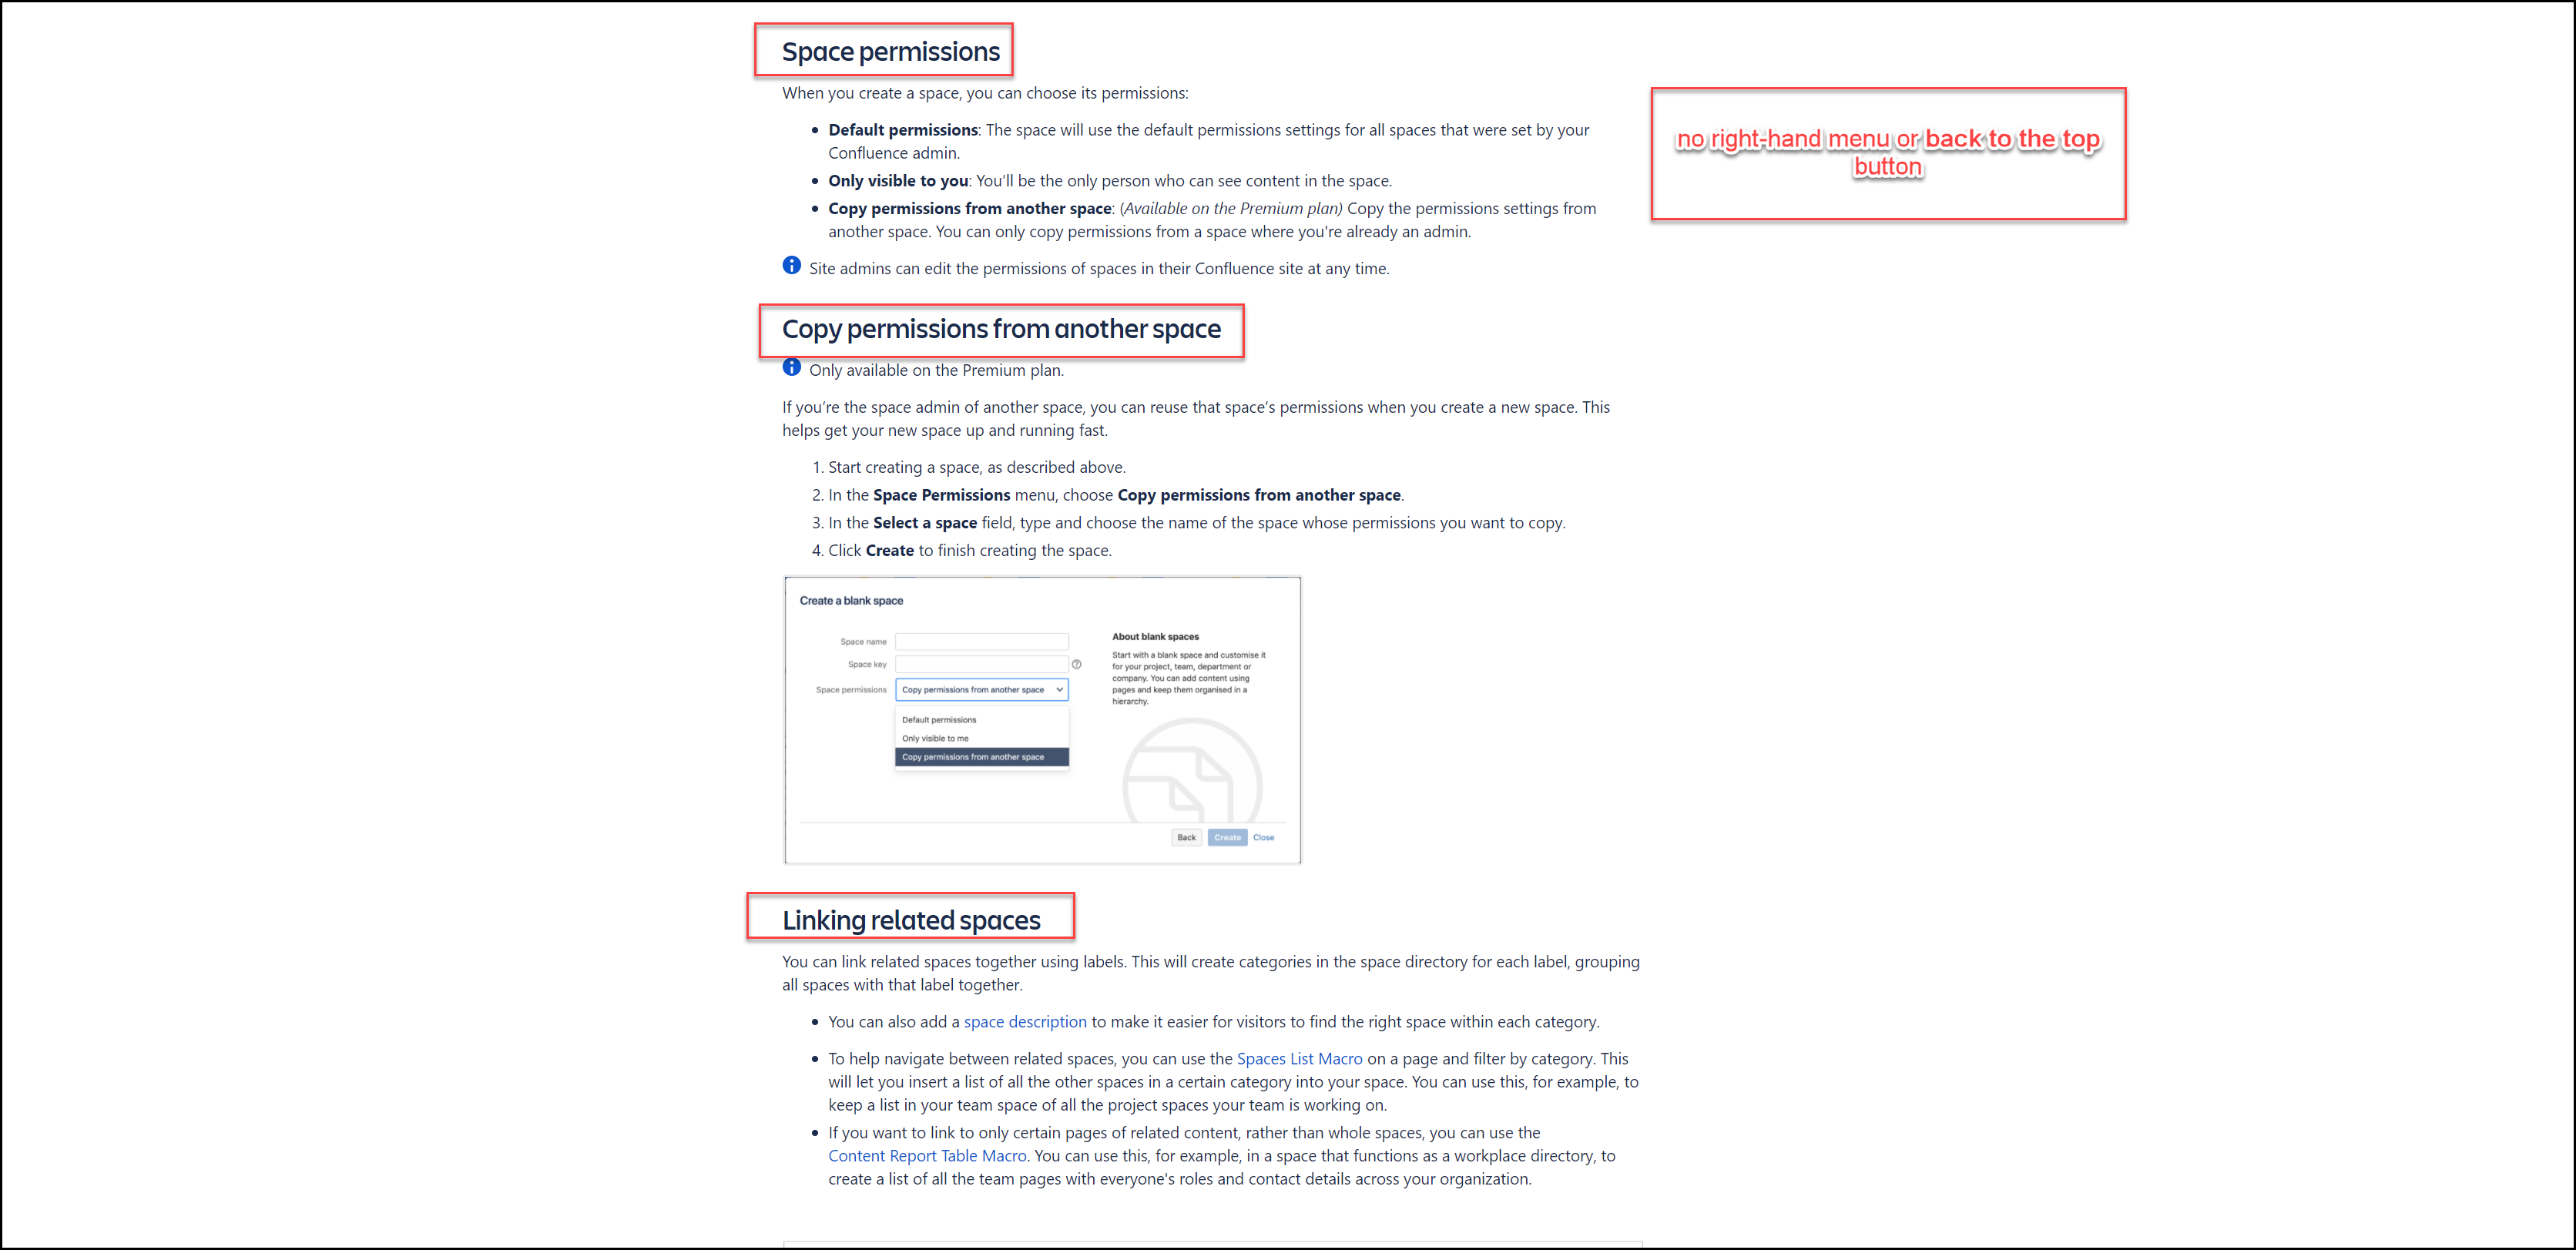 Space permissions
When you create a space, you can choose its permissions:
• Default permissions: The space will use the default permissions settings for all spaces that were set by your
Confluence admin.
• Only visible to you: You’ll be the only person who can see content in the space.
• Copy permissions from another space: (Available on the Premium plan) Copy the permissions settings from
another space. You can only copy permissions from a space where you're already an admin.
Site admins can edit the permissions of spaces in their Confluence site at any time.
no right-hand menu or back to the top
button
Copy permissions from another space
Only available on the Premium plan.
If you’re the space admin of another space, you can reuse that space’s permissions when you create a new space. This
helps get your new space up and running fast.
1. Start creating a space, as described above.
2. In the Space Permissions menu, choose Copy permissions from another space.
3. In the Select a space field, type and choose the name of the space whose permissions you want to copy.
4. Click Create to finish creating the space.
Create a blank space
Space name
Space key
Space permissions
Copy permissions from another space
Default permissions
Only visible to me
Copy permissions from another space
About blank spaces
Start with a blank space and customise it
for your project, team, department or
company. You can add content using
pages and keep them organised in a
hierarchy.
Back Create Close
Linking related spaces
You can link related spaces together using labels. This will create categories in the space directory for each label, grouping
all spaces with that label together.
• You can also add a space description to make it easier for visitors to find the right space within each category.
• To help navigate between related spaces, you can use the Spaces List Macro on a page and filter by category. This
will let you insert a list of all the other spaces in a certain category into your space. You can use this, for example, to
keep a list in your team space of all the project spaces your team is working on.
• If you want to link to only certain pages of related content, rather than whole spaces, you can use the
Content Report Table Macro. You can use this, for example, in a space that functions as a workplace directory, to
create a list of all the team pages with everyone's roles and contact details across your organization.